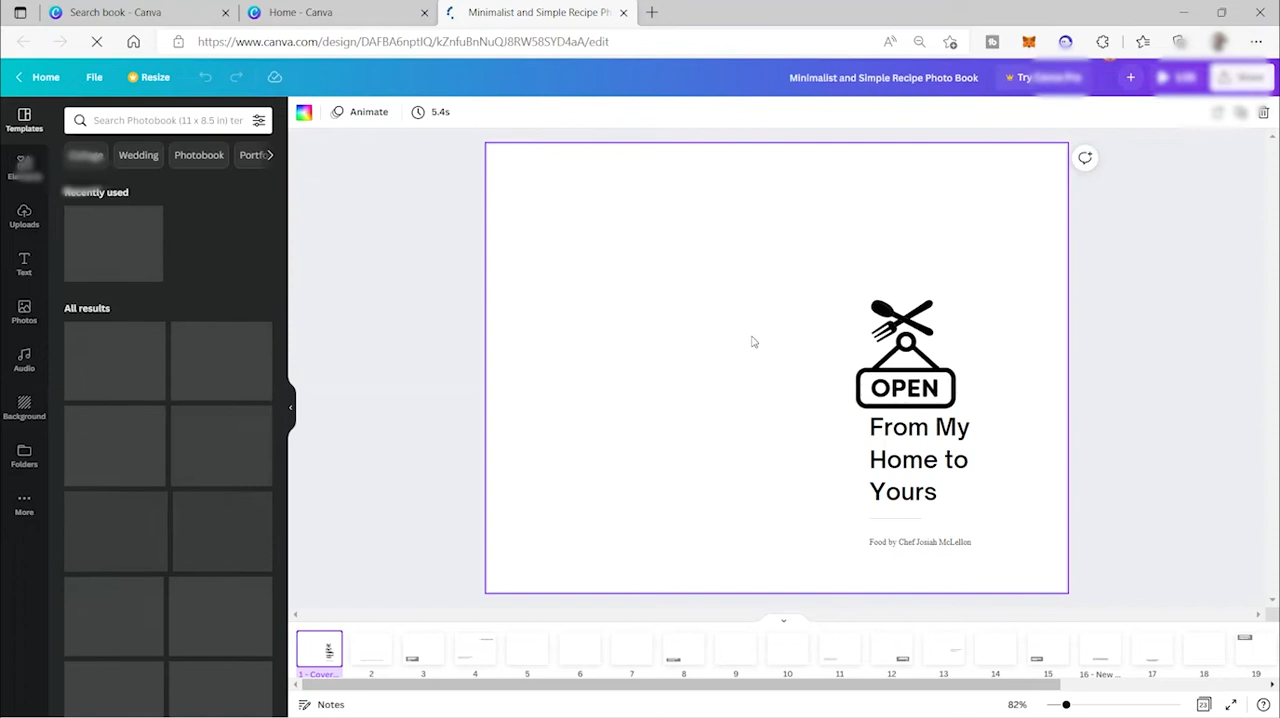 Search book - Canva
Home - Canva
Minimalist and Simple Recipe Ph
https://www.canva.com/design/DAFBA6nptIQ/kZnfuBnNuQJ8RW58SYD4aA/edit
Home
File
Resize
Minimalist and Simple Recipe Photo Book
Try Canva Pro
Share
Templates
Search Photobook (11 x 8.5 in) ter
Animate
5.4s
Wedding
Photobook
Portfo
Recently used
Uploads
Text
Photos
All results
Audio
Background
Folders
More
OPEN
From My
Home to
Yours
Food by Chef Josiah McLellon
1 - Cover...
2
3
4
5
6
7
8
9
10
11
12
13
14
15
16 - New ...
17
18
19
Notes
82%
23